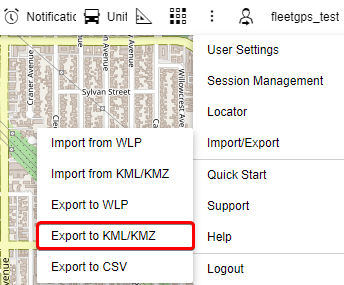 Notificatic
Unit
fleetgps_test
User Settings
Session Management
Locator
Import/Export
Quick Start
Support
Help
Logout
Import from WLP
Import from KML/KMZ
Export to WLP
Export to KML/KMZ
Export to CSV
Craner Avenue
Sylvan Street
Willowcrest Avenue